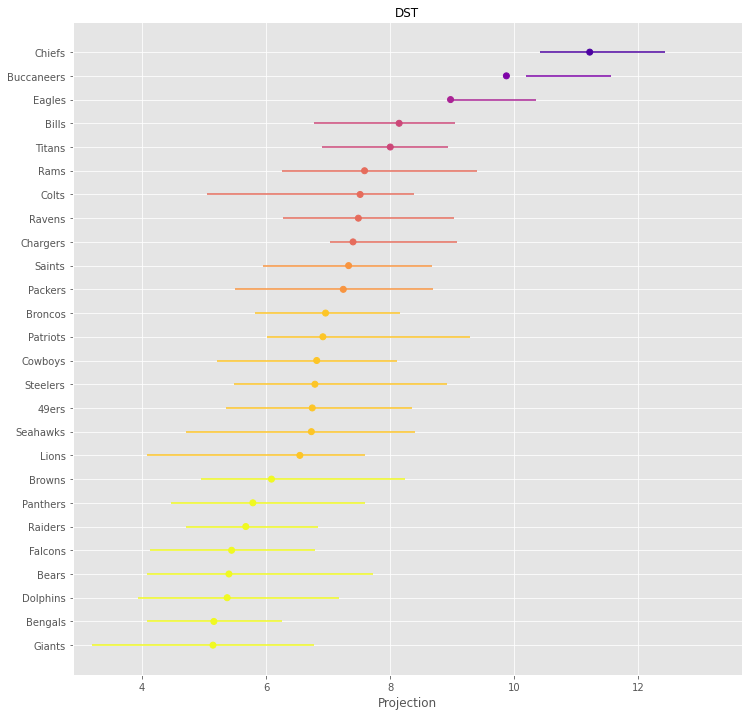 DST
Chiefs
Buccaneers
Eagles
Bills
Titans
Rams
Colts
Ravens
Chargers
Saints
Packers
Broncos
Patriots
Cowboys
Steelers
49ers
Seahawks
Lions
Browns
Panthers
Raiders
Falcons
Bears
Dolphins
Bengals
Giants
4 6 8 10 12
Projection